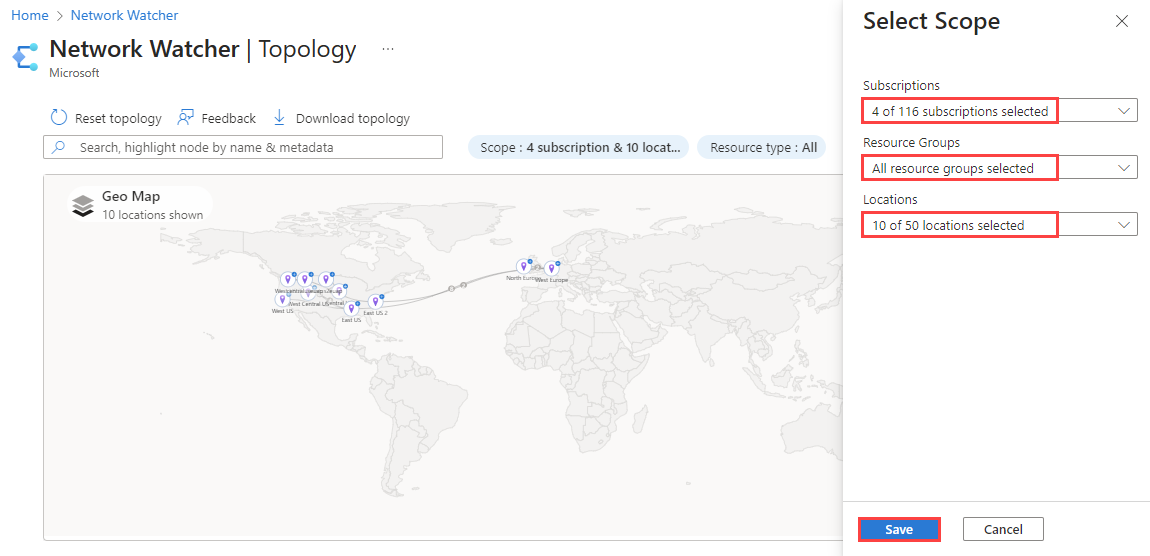 Home > Network Watcher
Network Watcher | Topology ...
Microsoft
Reset topology Feedback Download topology
Search, highlight node by name & metadata
Scope : 4 subscription & 10 locat... Resource type : All
Geo Map
10 locations shown
North Europe
West Europe
West Central US
West US
East US 2
East US
Select Scope
Subscriptions
4 of 116 subscriptions selected
Resource Groups
All resource groups selected
Locations
10 of 50 locations selected
Save Cancel